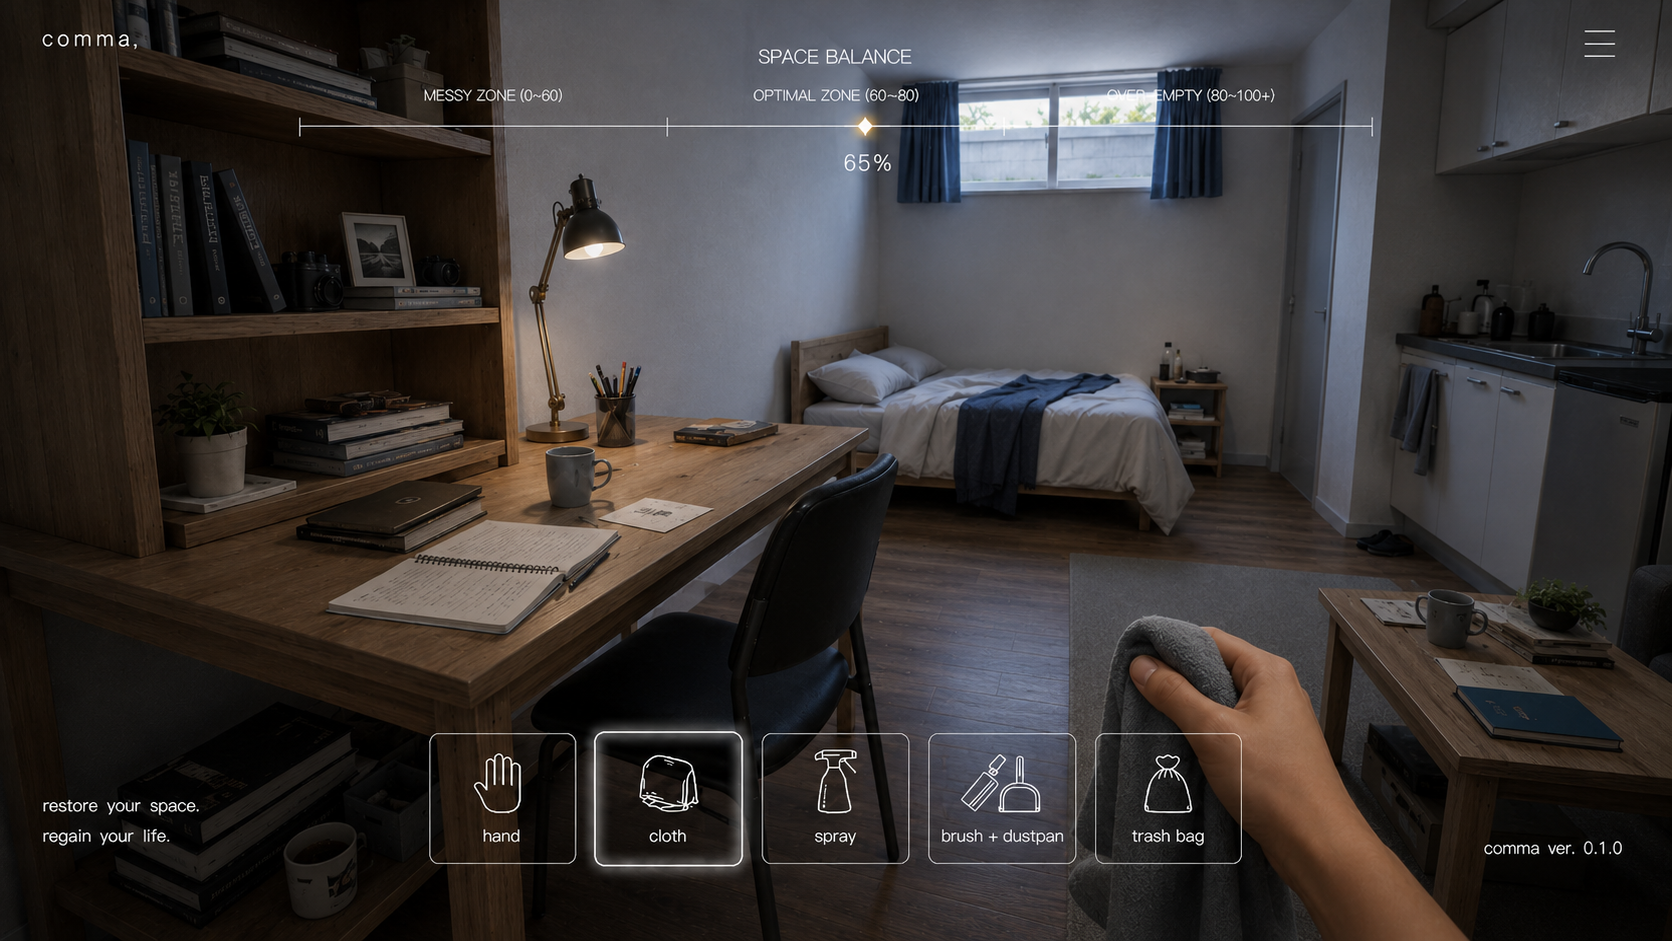 comma,
SPACE BALANCE
MESSY ZONE (0~60)
OPTIMAL ZONE (60~80)
OVER-EMPTY (80~100+)
65%
hand
cloth
spray
brush + dustpan
trash bag
restore your space.
regain your life.
comma ver. 0.1.0